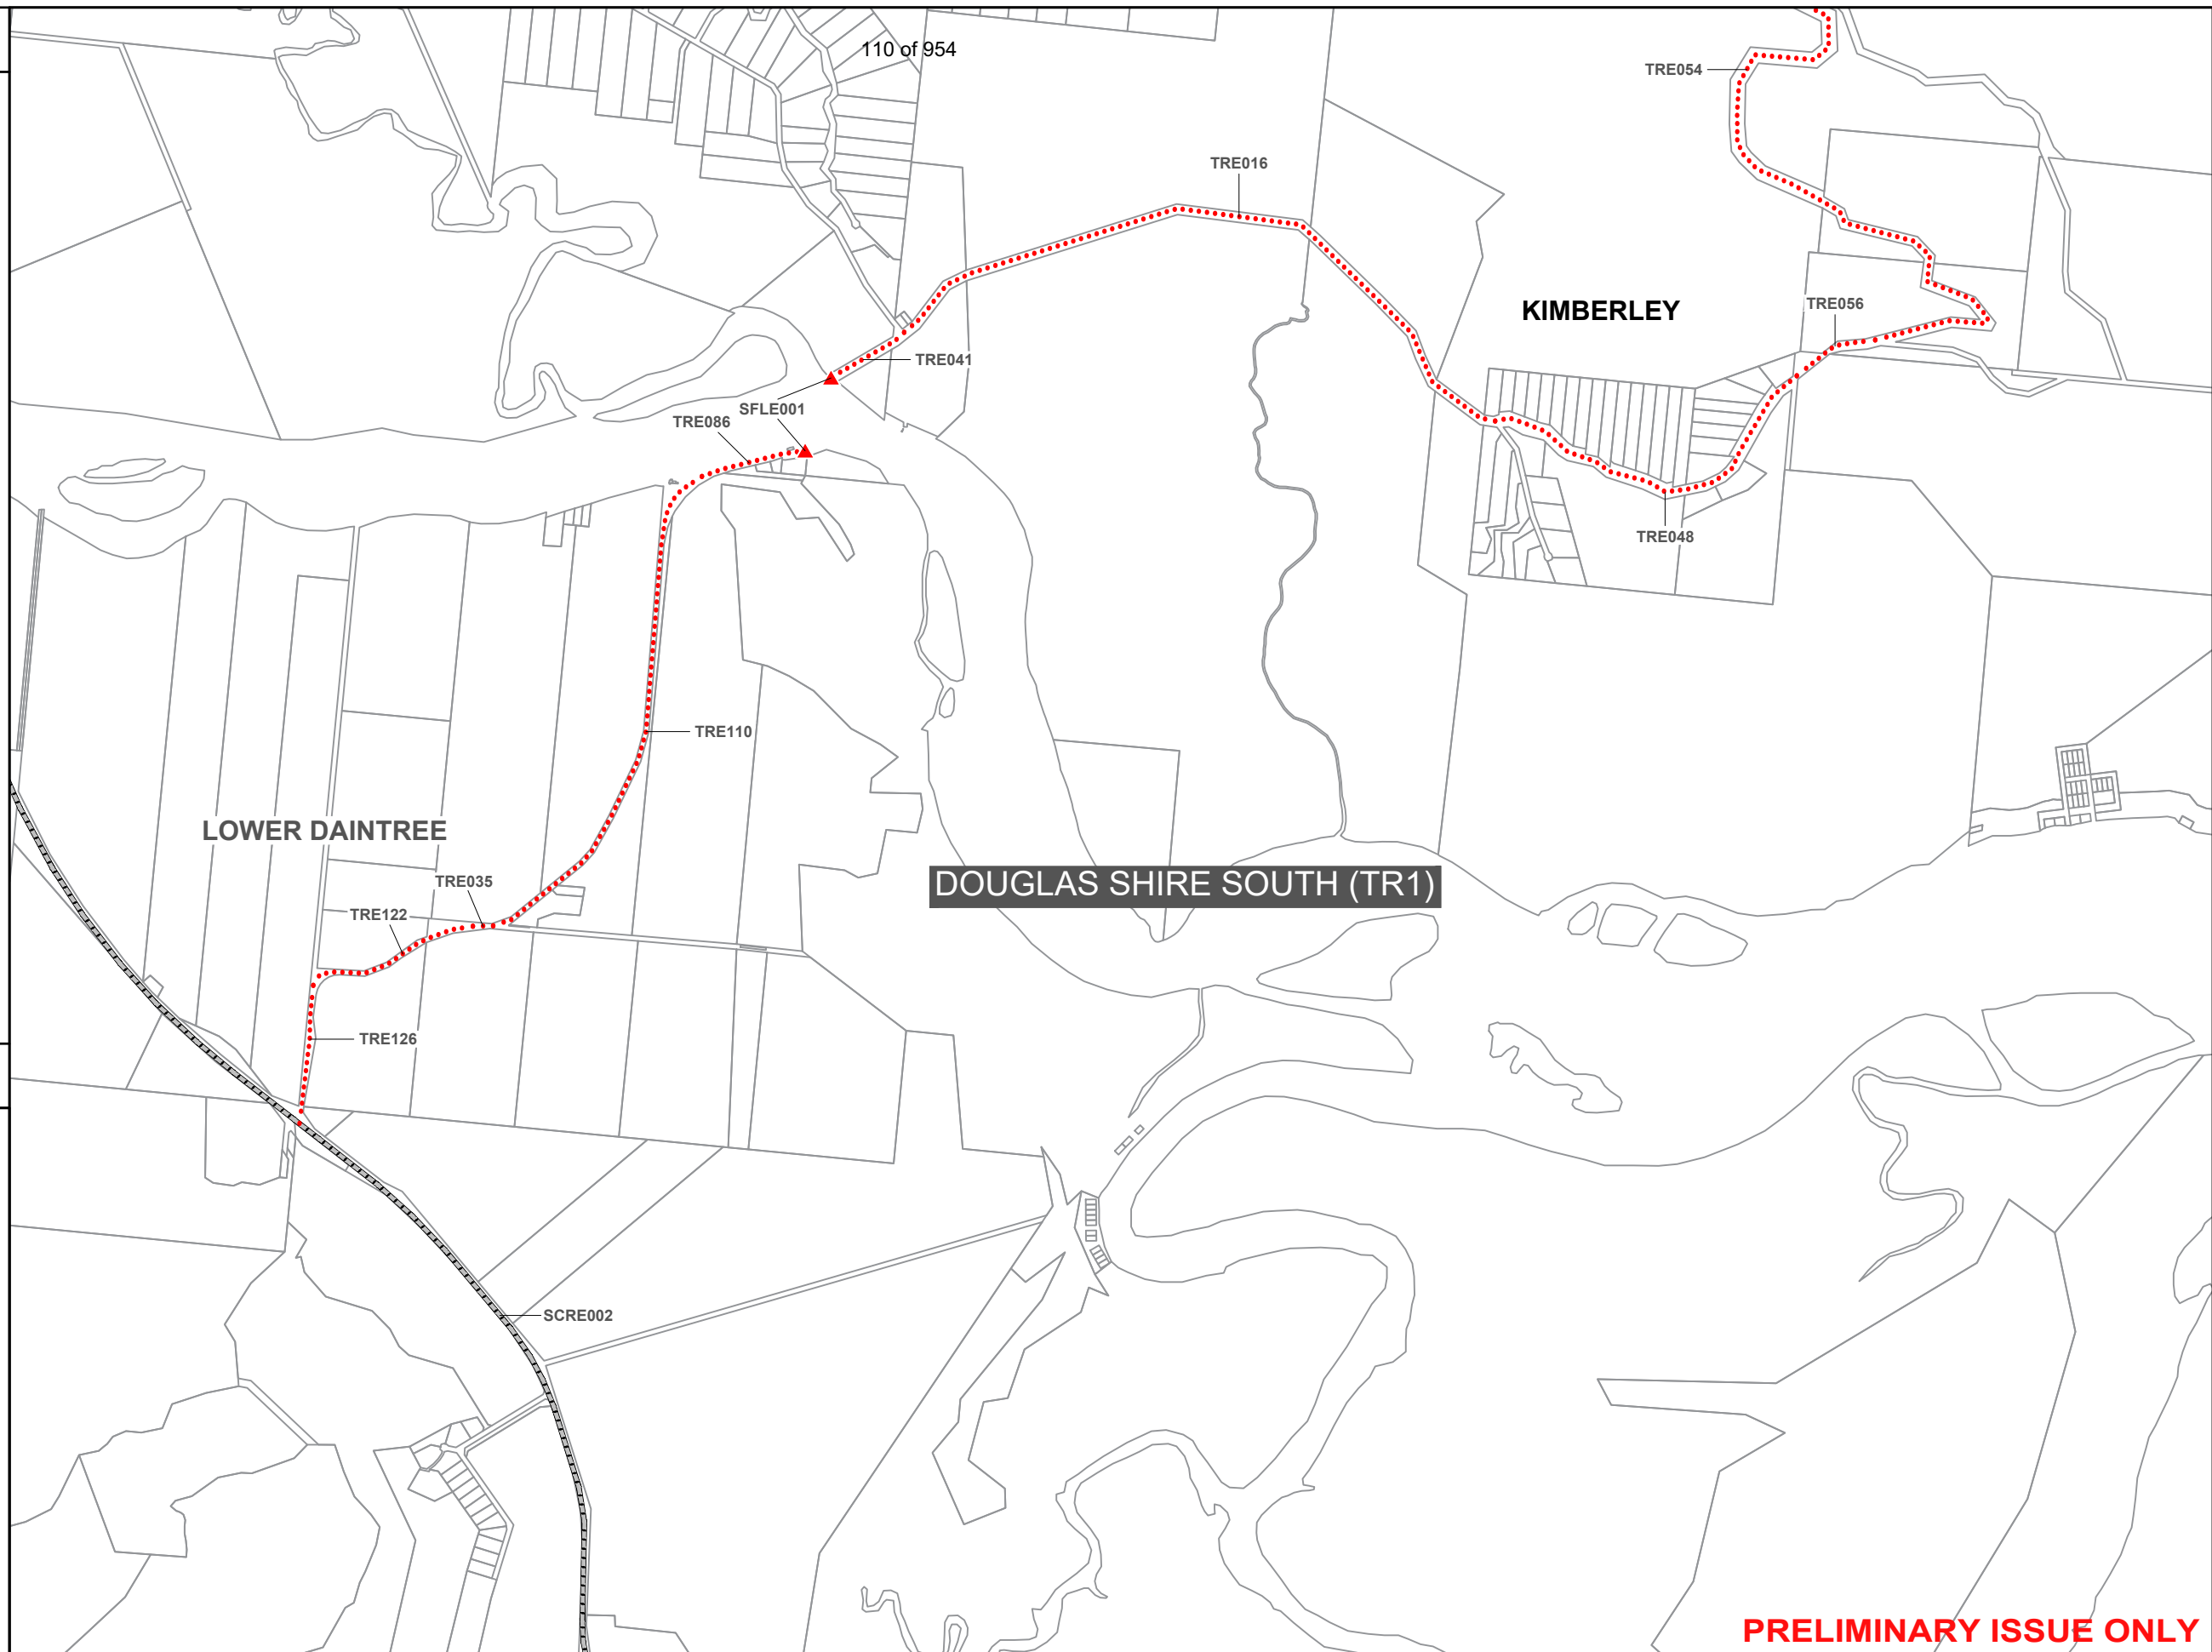 110 of 954
TRE054
TRE016
KIMBERLEY
TRE056
TRE041
SFLE001
TRE086
TRE048
TRE110
LOWER DAINTREE
TRE035
DOUGLAS SHIRE SOUTH (TR1)
TRE122
TRE126
SCRE002
PRELIMINARY ISSUE ONLY